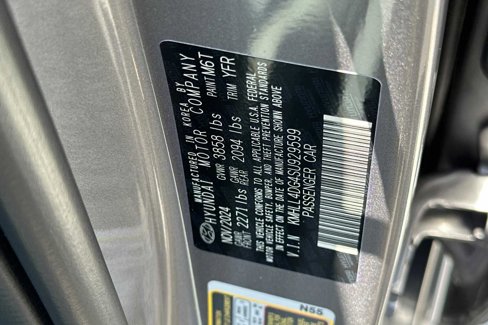 MANUFACTURED IN KOREA BY
HYUNDAI MOTOR COMPANY
NOV/2024 GVWR 3858 lbs PAINT M6T
GAWR FRONT 2271 lbs GAWR REAR 2094 lbs TRIM YFR
THIS VEHICLE CONFORMS TO ALL APPLICABLE U.S.A. FEDERAL
MOTOR VEHICLE SAFETY, BUMPER AND THEFT PREVENTION STANDARDS
IN EFFECT ON THE DATE OF MANUFACTURE SHOWN ABOVE
V.I.N KMHLL4DG4SU929599
PASSENGER CAR
N55